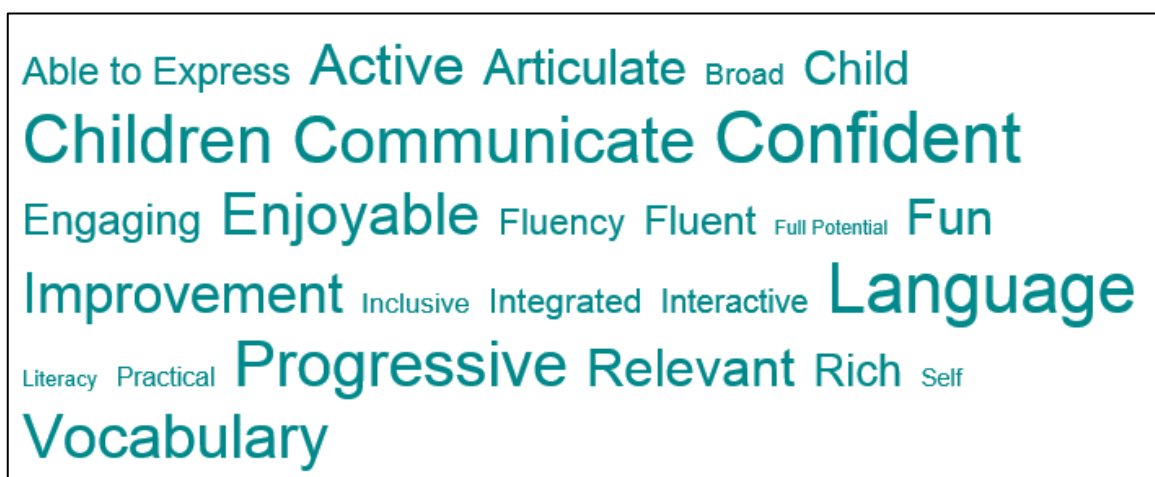 Able to Express Active Articulate Broad Child
Children Communicate Confident
Engaging Enjoyable Fluency Fluent Full Potential Fun
Improvement Inclusive Integrated Interactive Language
Literacy Practical Progressive Relevant Rich Self
Vocabulary